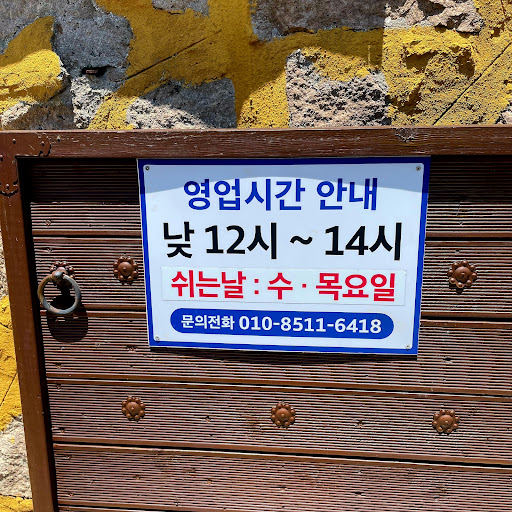 영업시간 안내
낮 12시 ~ 14시
쉬는날 : 수 · 목요일
문의전화 010-8511-6418